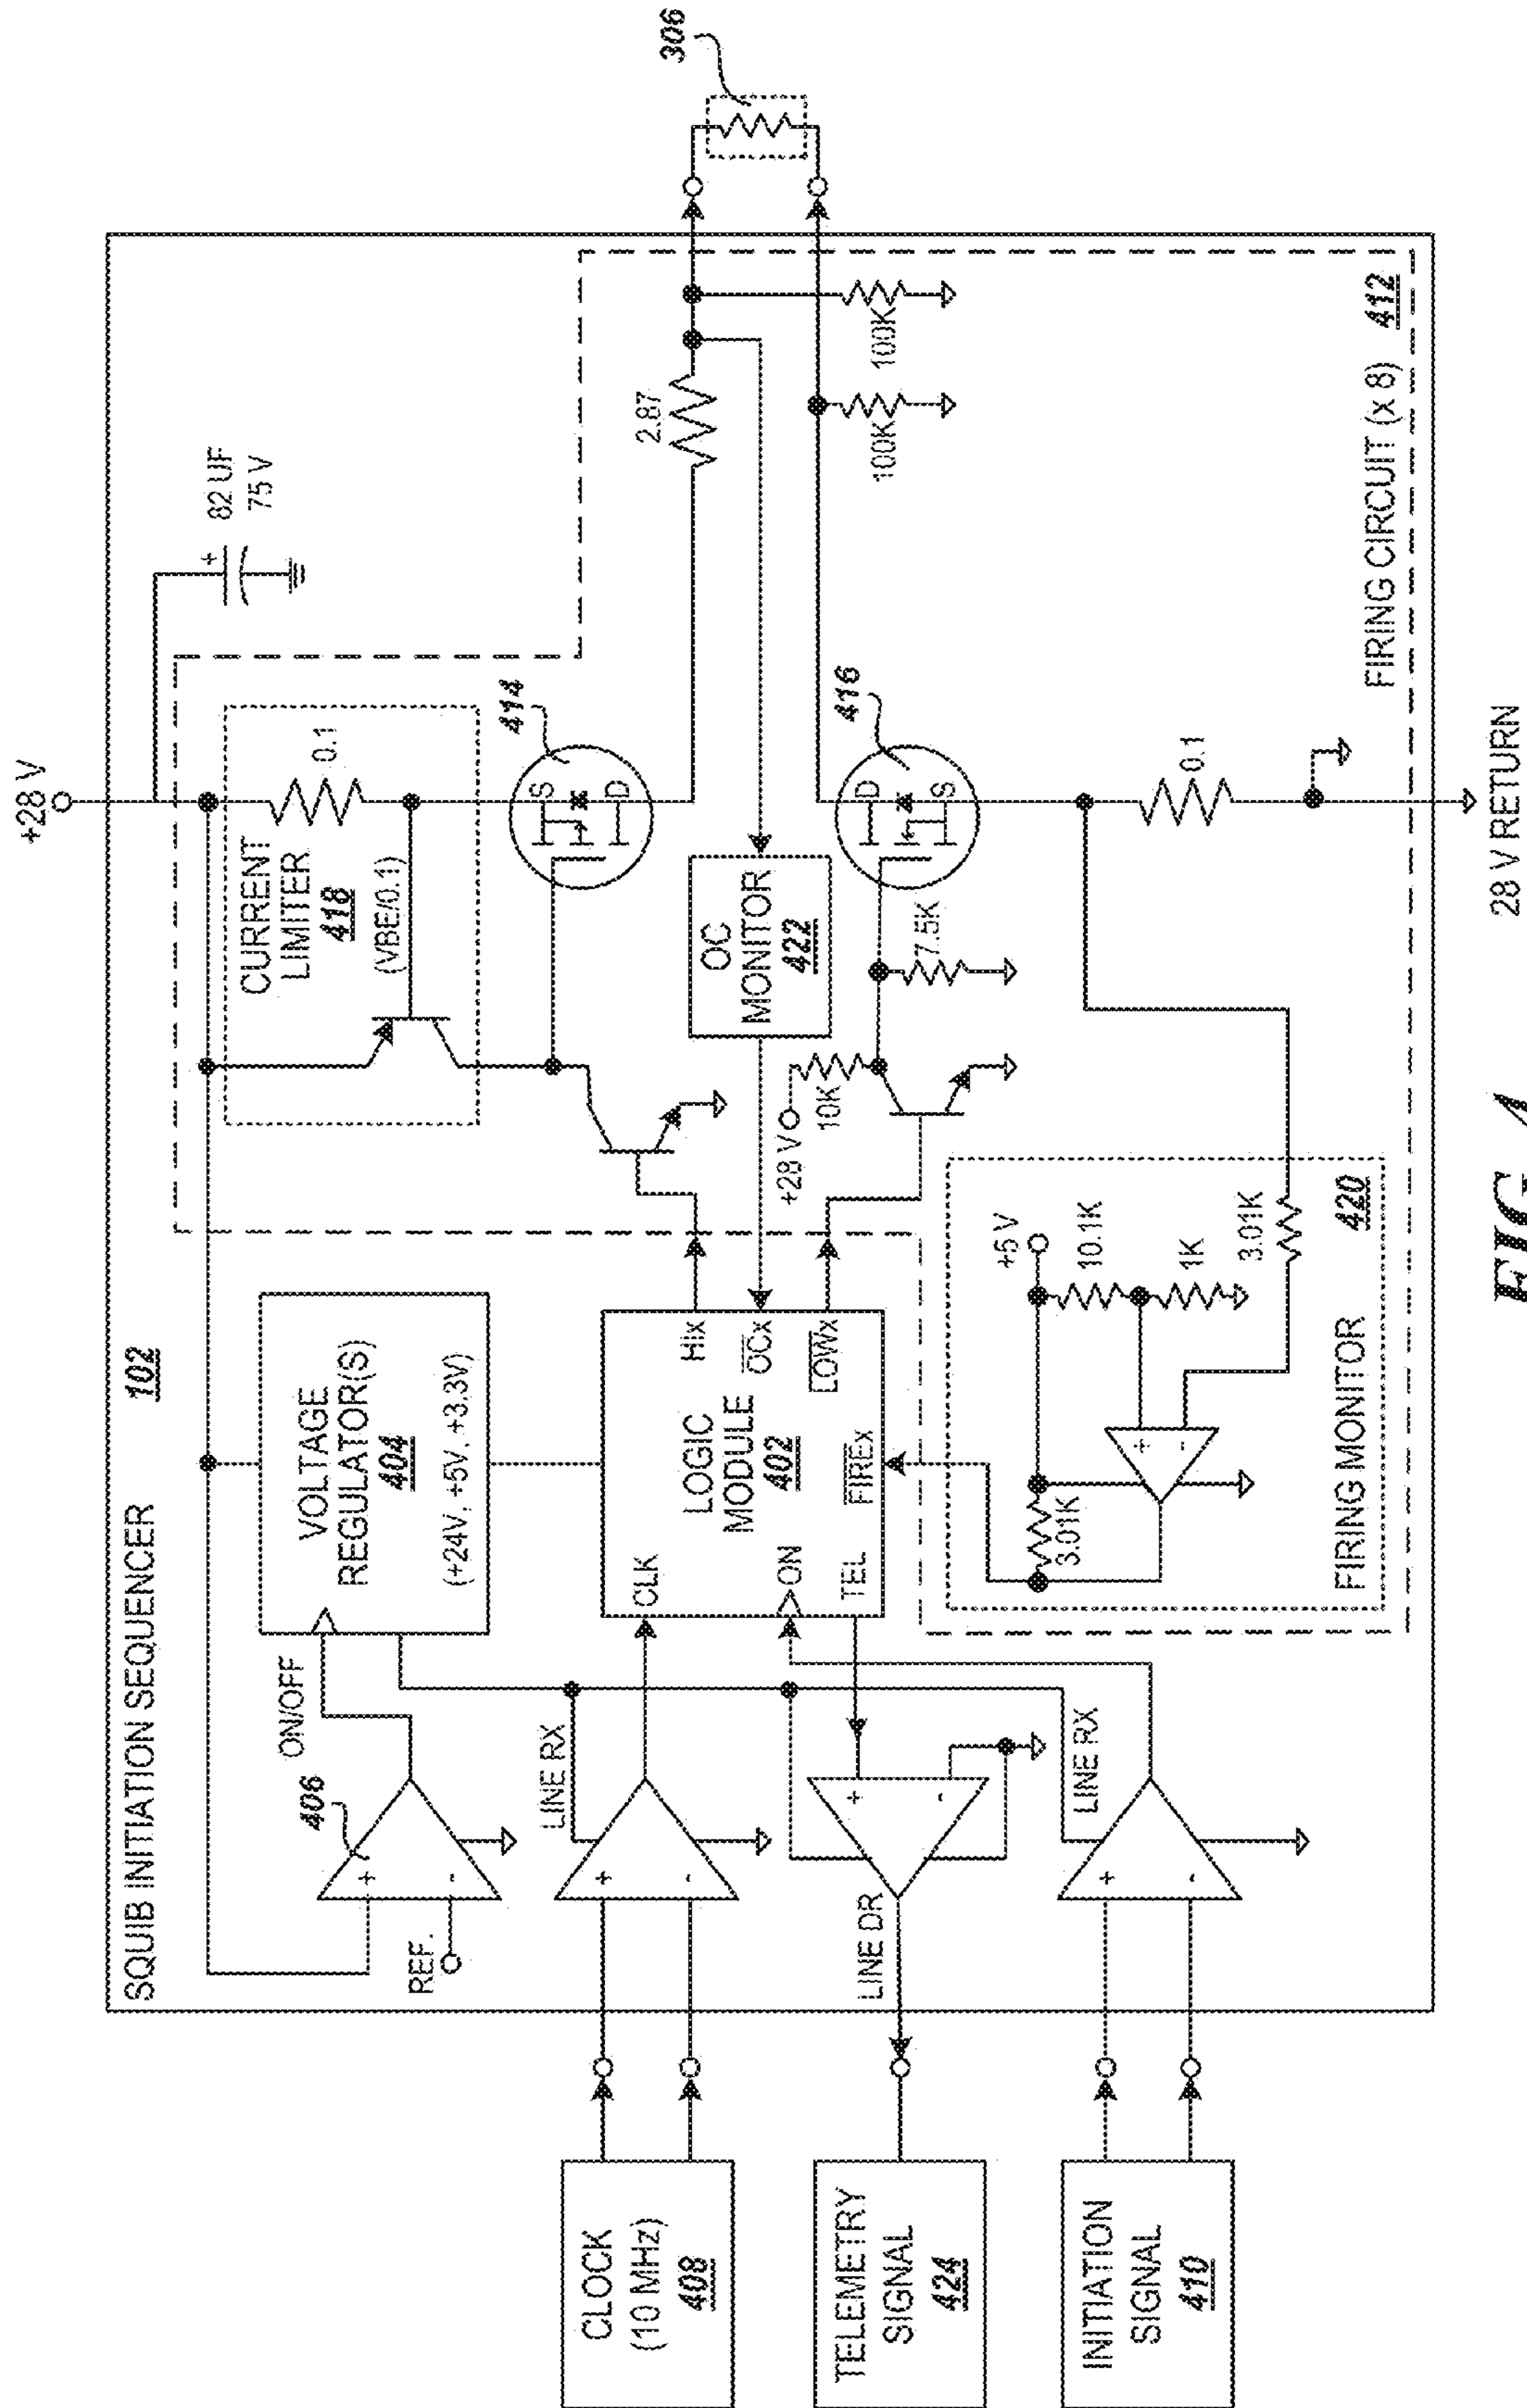 +28 V
SQUIB INITIATION SEQUENCER
102
82 UF
75 V
+
CURRENT
LIMITER
418
0.1
(VBE/0.1)
VOLTAGE
REGULATOR(S)
404
(+24V, +5V, +3.3V)
ON/OFF
406
+
-
REF.
414
S
D
2.87
306
CLOCK
(10 MHz)
408
LINE RX
+
-
CLK
LOGIC
MODULE
402
HIx
OCx
LOWx
ON
TEL
FIREx
OC
MONITOR
422
100K
100K
TELEMETRY
SIGNAL
424
LINE DR
+
-
+28 V
10K
7.5K
416
D
S
INITIATION
SIGNAL
410
LINE RX
+
-
+5 V
10.1K
1K
3.01K
+
-
3.01K
FIRING MONITOR
420
0.1
FIRING CIRCUIT (x 8)
412
28 V RETURN
FIG. 4